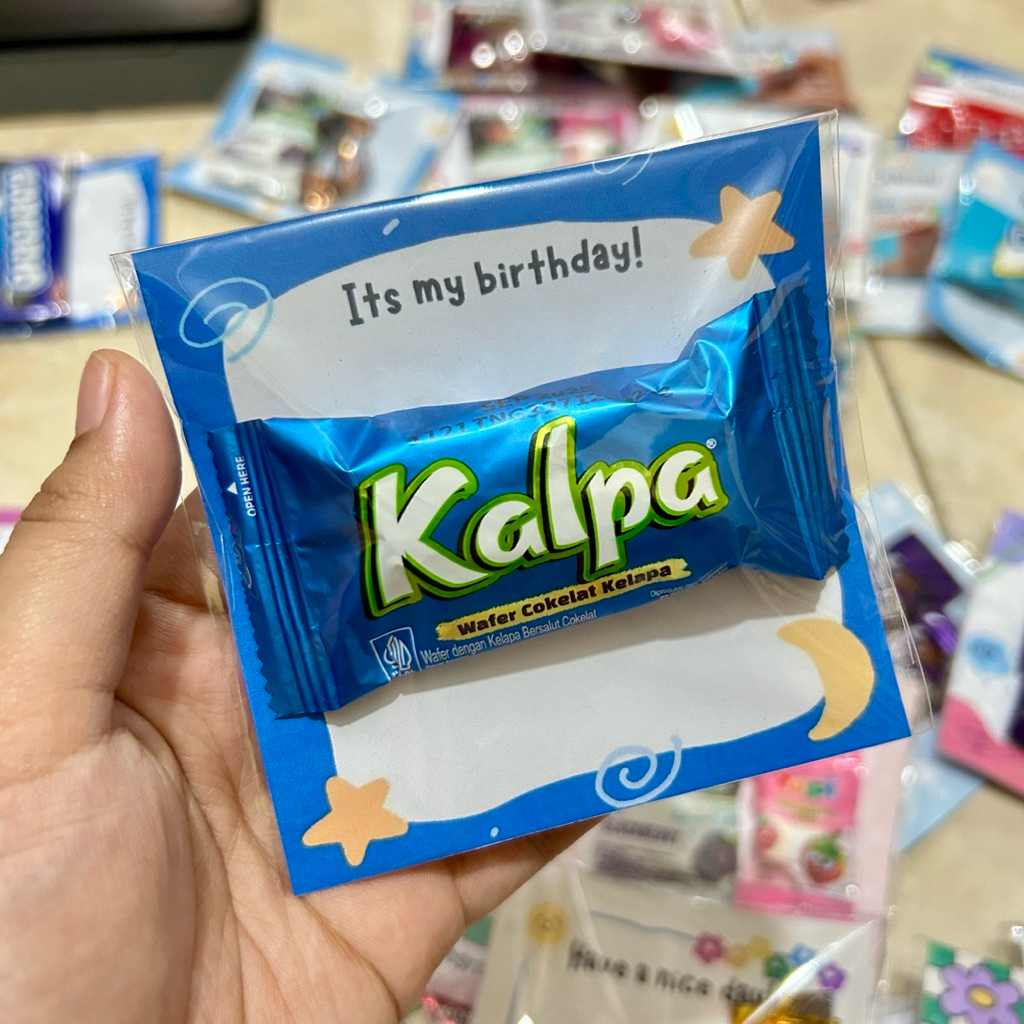 Its my birthday!
OPEN HERE
Kalpa®
Wafer Cokelat Kelapa
Wafer dengan Kelapa Bersalut Cokelat
Have a nice day